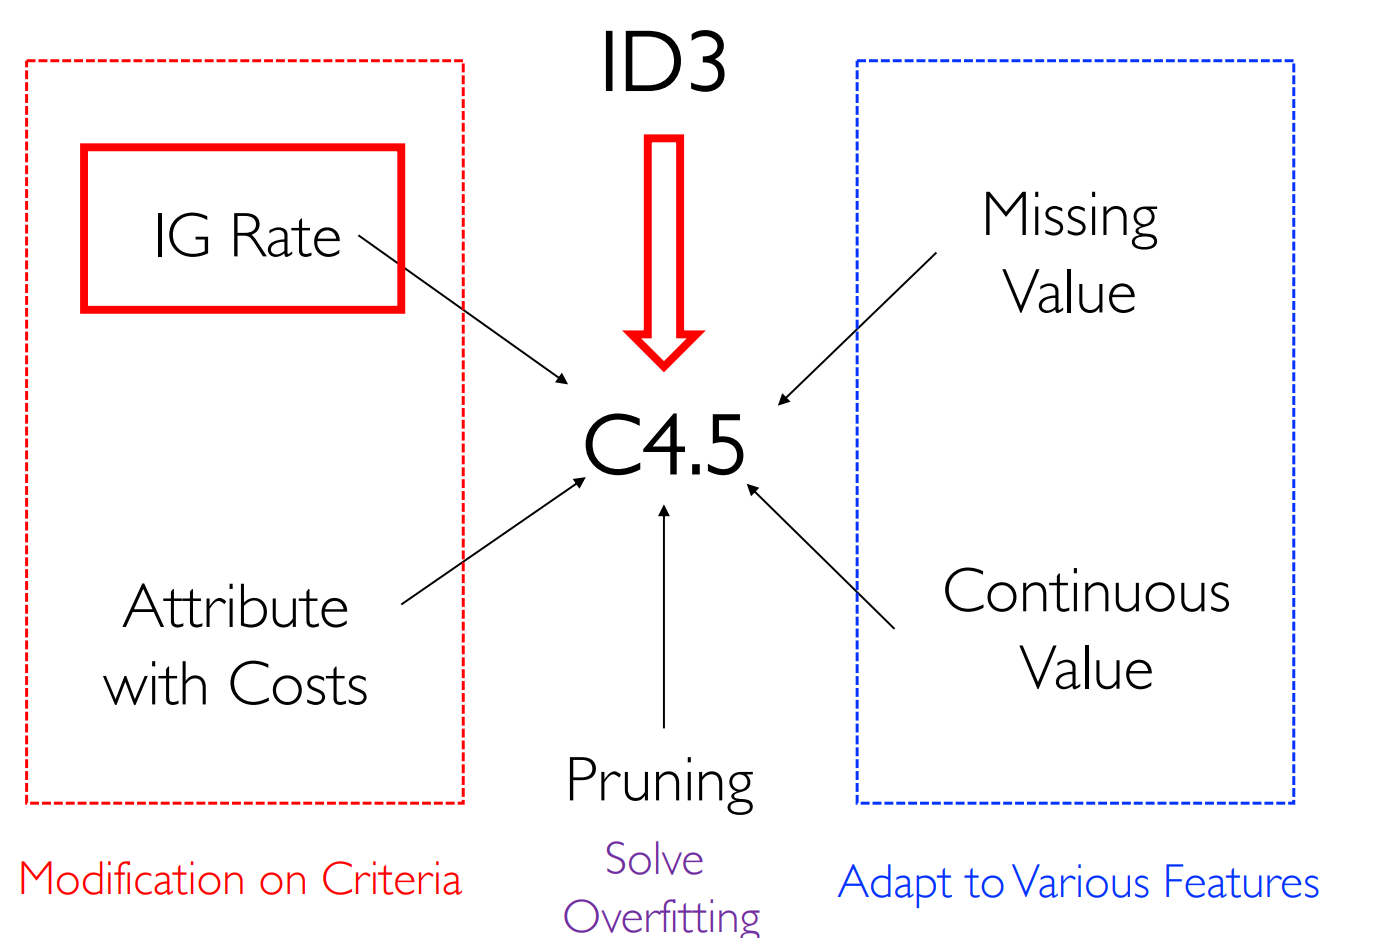 ID3
IG Rate
Missing
Value
C4.5
Attribute
with Costs
Continuous
Value
Pruning
Solve
Overfitting
Modification on Criteria
Adapt to Various Features